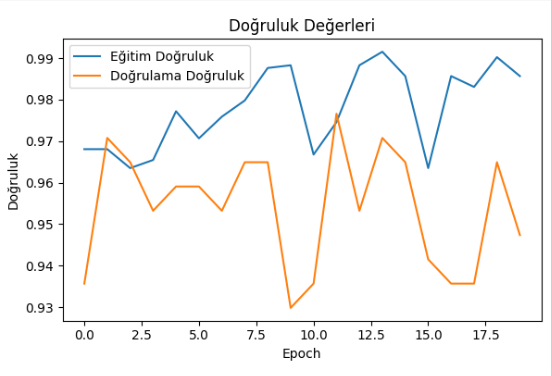 Doğruluk Değerleri
Eğitim Doğruluk
Doğrulama Doğruluk
Doğruluk
0.99
0.98
0.97
0.96
0.95
0.94
0.93
0.0 2.5 5.0 7.5 10.0 12.5 15.0 17.5
Epoch